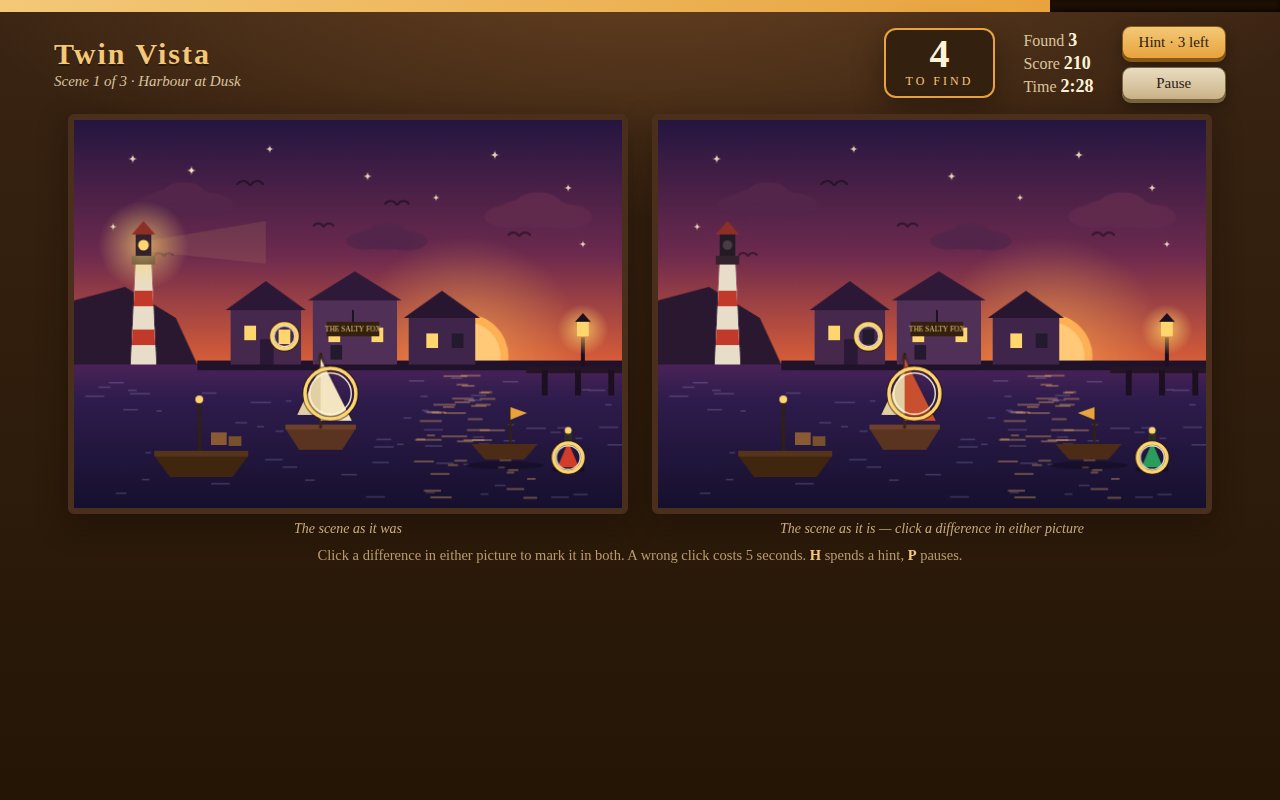 Twin Vista
Scene 1 of 3 · Harbour at Dusk
4
TO FIND
Found 3
Score 210
Time 2:28
Hint · 3 left
Pause
THE SALTY FOX
THE SALTY FOX
The scene as it was
The scene as it is — click a difference in either picture
Click a difference in either picture to mark it in both. A wrong click costs 5 seconds. H spends a hint, P pauses.